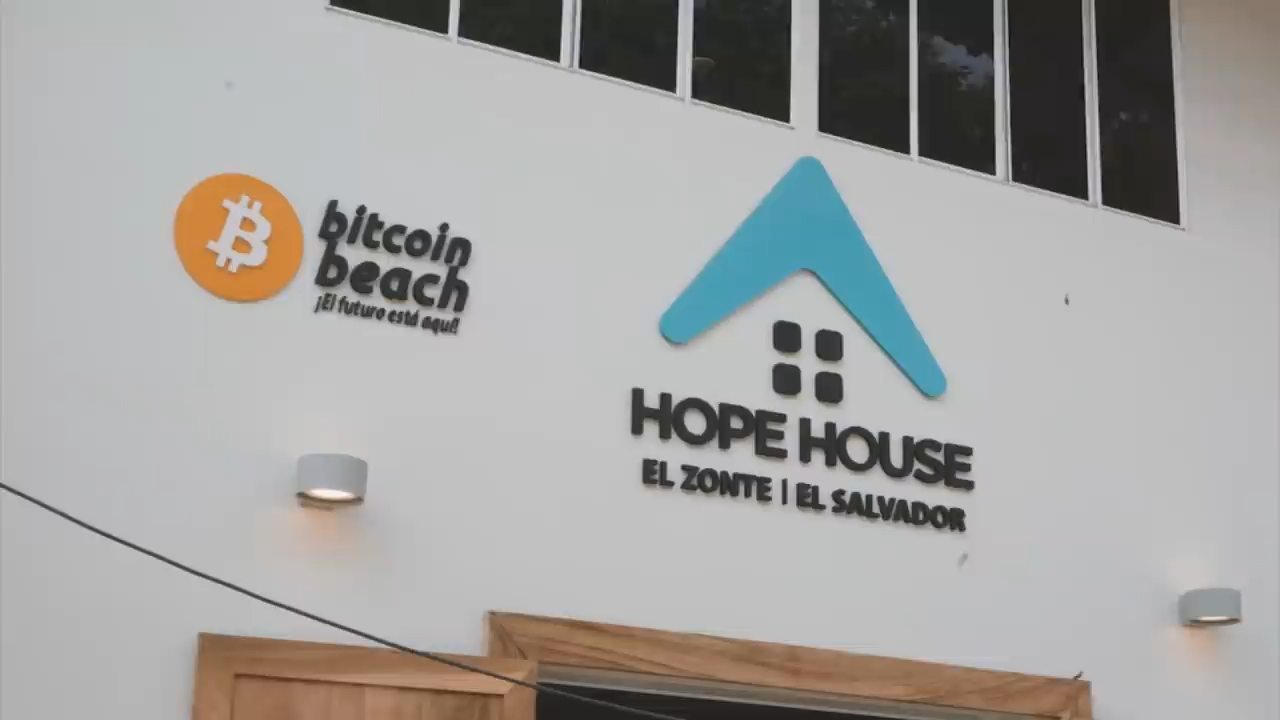 bitcoin
beach
¡El futuro está aquí!
HOPE HOUSE
EL ZONTE | EL SALVADOR